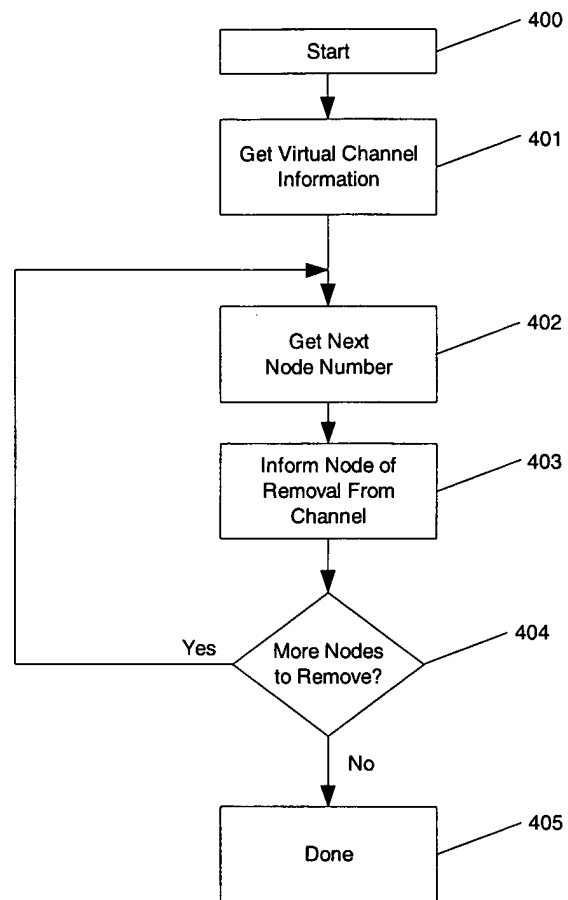 400
Start
401
Get Virtual Channel
Information
402
Get Next
Node Number
403
Inform Node of
Removal From
Channel
404
Yes
More Nodes
to Remove?
No
405
Done